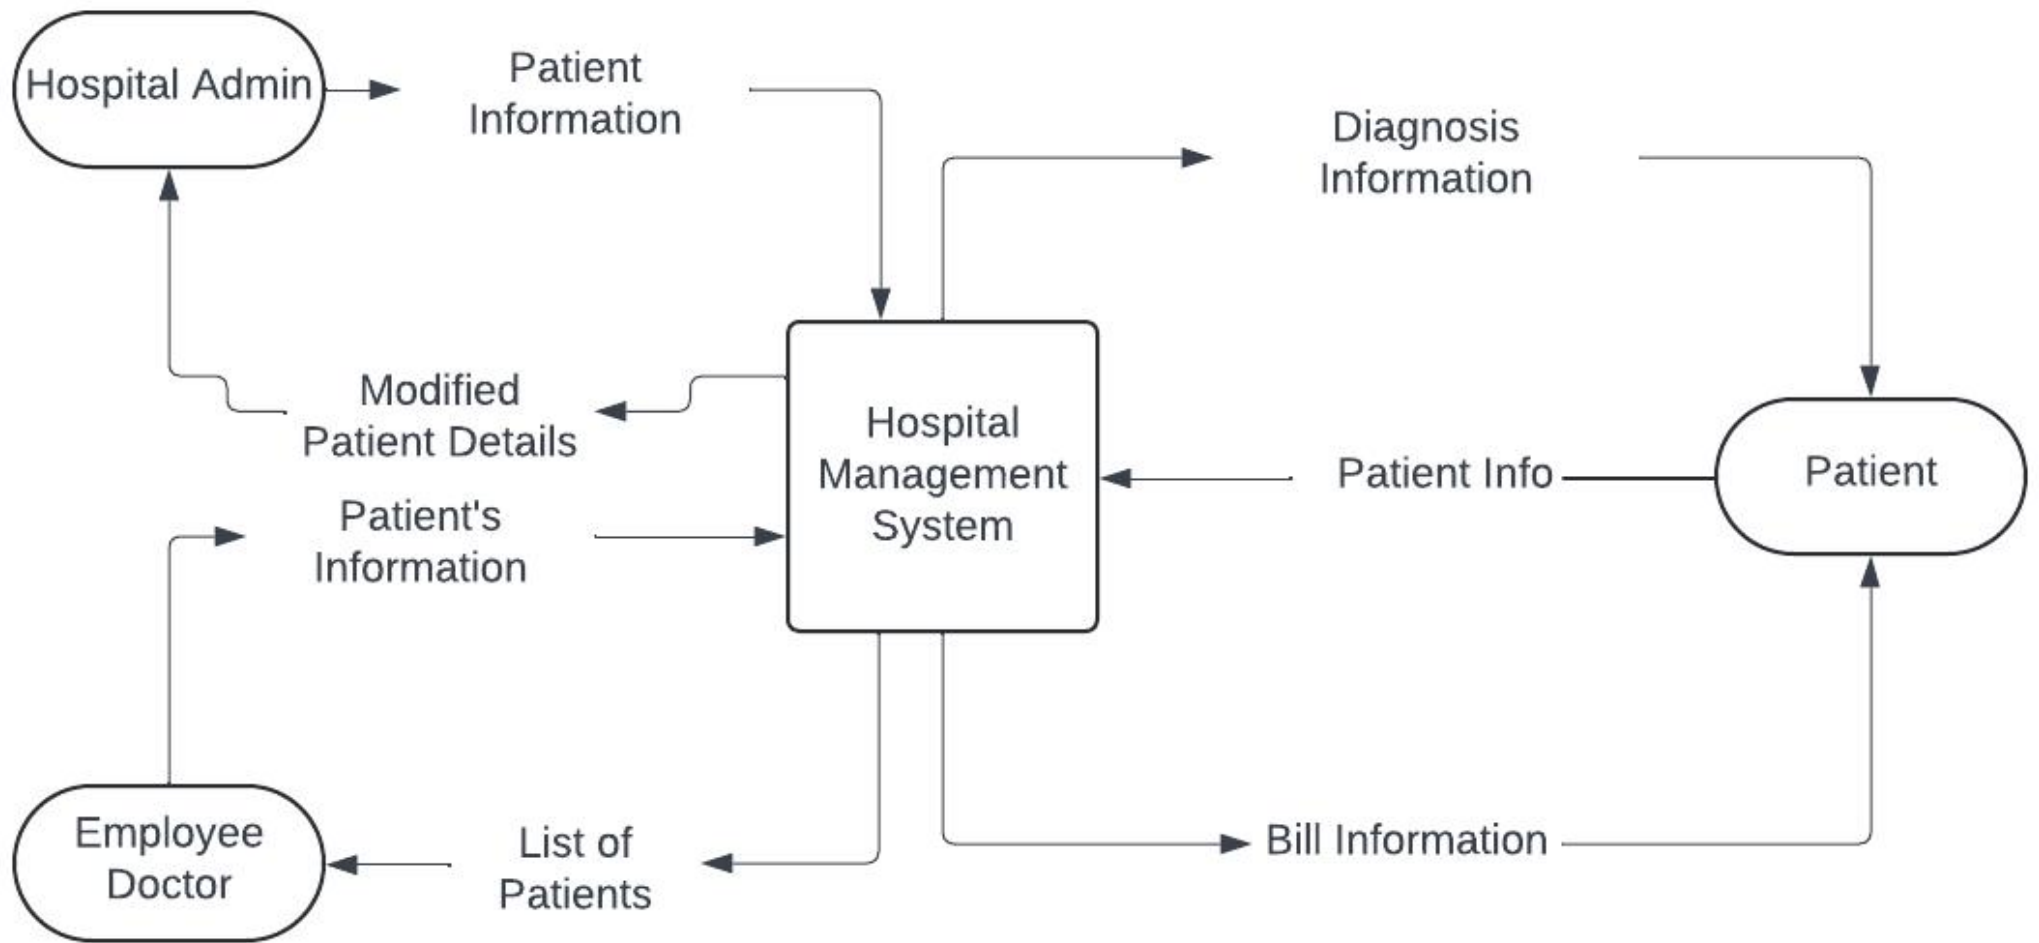 Hospital Admin
Patient
Information
Diagnosis
Information
Modified
Patient Details
Hospital
Management
System
Patient Info
Patient
Patient's
Information
Employee
Doctor
List of
Patients
Bill Information